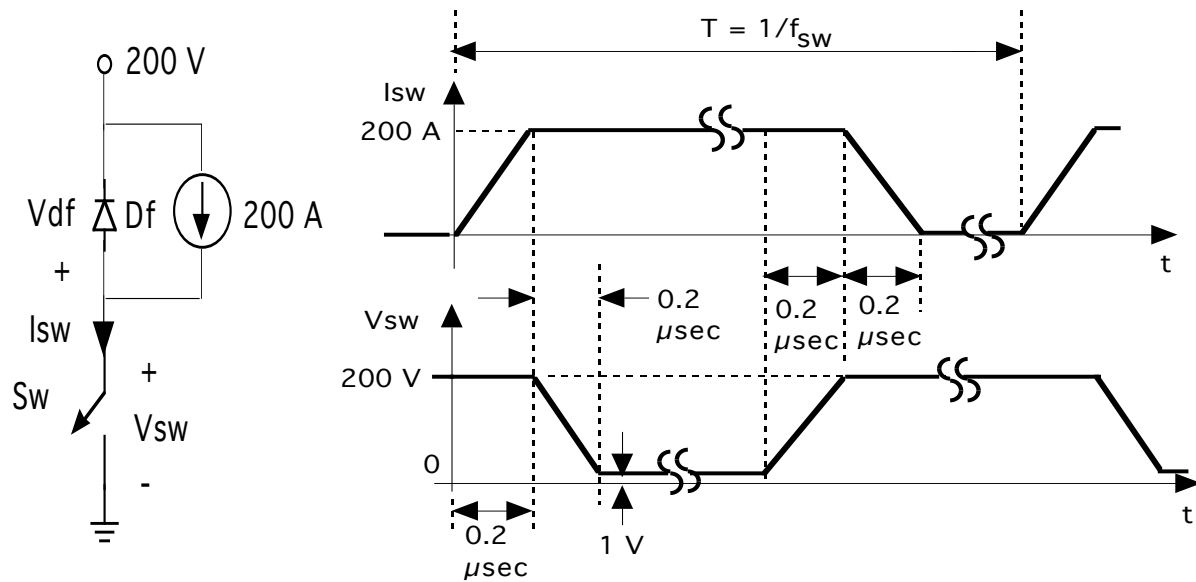 200 V
Vdf
Df
200 A
+
Isw
Sw
+
Vsw
-
T = 1/fsw
Isw
200 A
t
0.2
µsec
0.2
µsec
0.2
µsec
Vsw
200 V
0
t
0.2
µsec
1 V